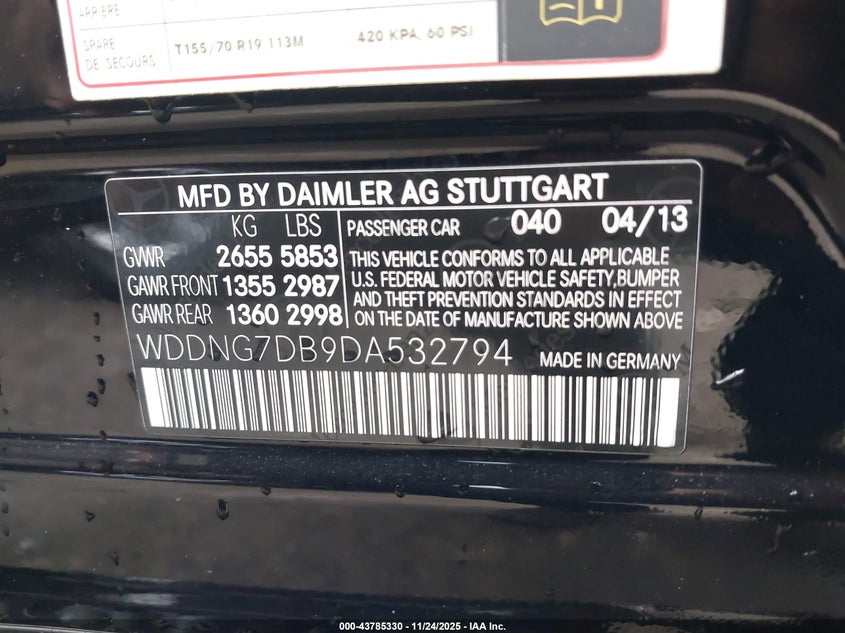 ARRIERE
SPARE T155/70 R19 113M 420 KPA, 60 PSI
DE SECOURS
MFD BY DAIMLER AG STUTTGART
KG LBS PASSENGER CAR 040 04/13
GVWR 2655 5853 THIS VEHICLE CONFORMS TO ALL APPLICABLE
GAWR FRONT 1355 2987 U.S. FEDERAL MOTOR VEHICLE SAFETY, BUMPER
GAWR REAR 1360 2998 AND THEFT PREVENTION STANDARDS IN EFFECT
ON DATE OF MANUFACTURE SHOWN ABOVE
WDDNG7DB9DA532794 MADE IN GERMANY
000-43785330 - 11/24/2025 - IAA Inc.